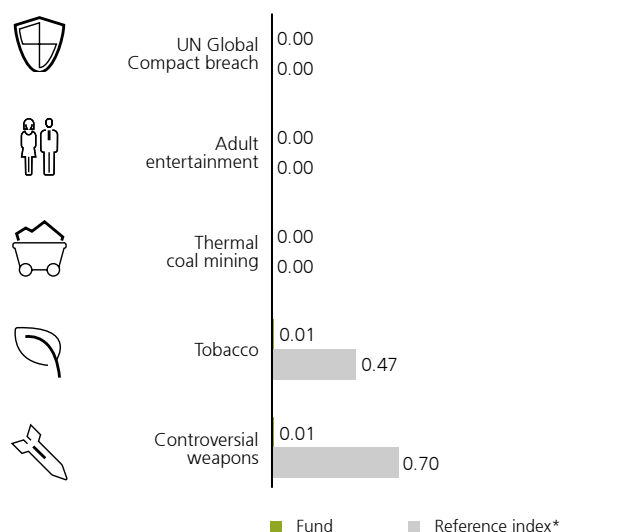 UN Global
Compact breach
0.00
0.00
Adult
entertainment
0.00
0.00
Thermal
coal mining
0.00
0.00
Tobacco
0.01
0.47
Controversial
weapons
0.01
0.70
Fund
Reference index*